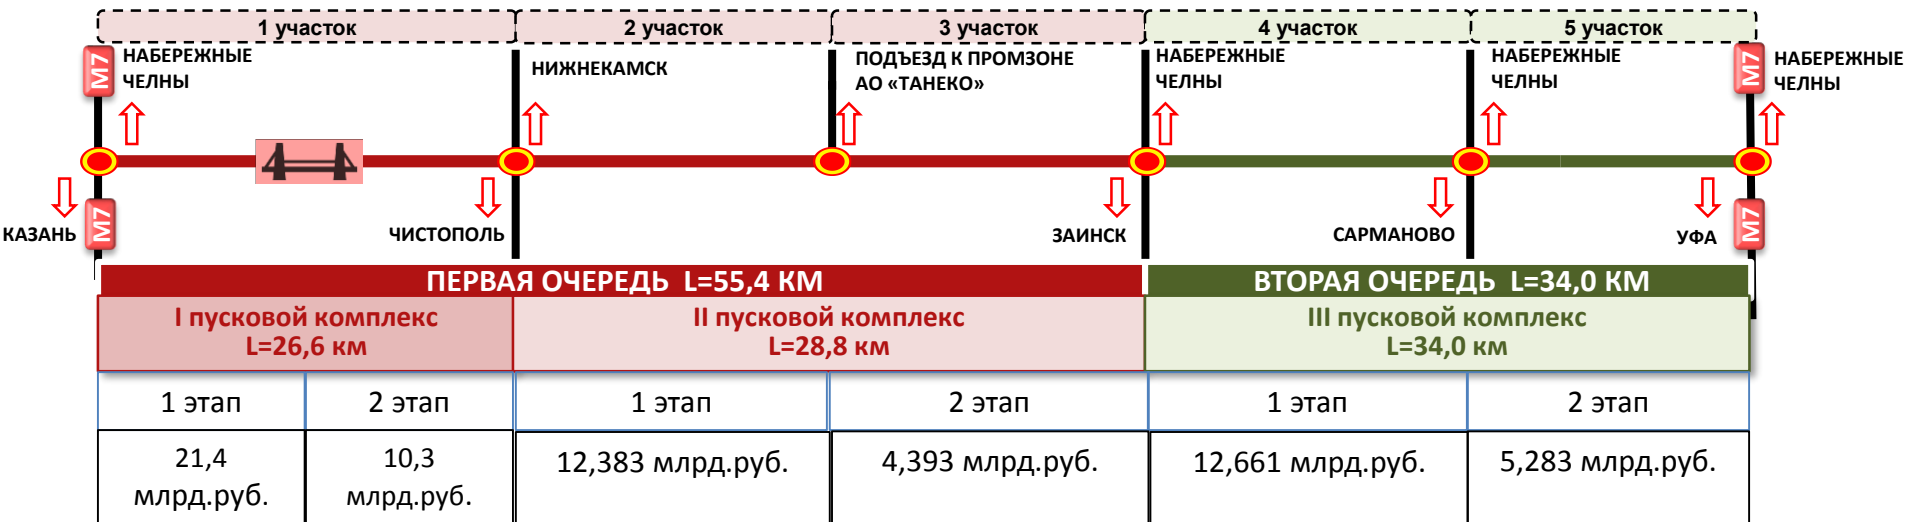 1 участок
2 участок
3 участок
4 участок
5 участок
М7
НАБЕРЕЖНЫЕ
ЧЕЛНЫ
НИЖНЕКАМСК
ПОДЪЕЗД К ПРОМЗОНЕ
АО «ТАНЕКО»
НАБЕРЕЖНЫЕ
ЧЕЛНЫ
НАБЕРЕЖНЫЕ
ЧЕЛНЫ
М7
НАБЕРЕЖНЫЕ
ЧЕЛНЫ
КАЗАНЬ
М7
ЧИСТОПОЛЬ
ЗАИНСК
САРМАНОВО
УФА
М7
ПЕРВАЯ ОЧЕРЕДЬ L=55,4 КМ
ВТОРАЯ ОЧЕРЕДЬ L=34,0 КМ
I пусковой комплекс
L=26,6 км
II пусковой комплекс
L=28,8 км
III пусковой комплекс
L=34,0 км
1 этап
2 этап
1 этап
2 этап
1 этап
2 этап
21,4
млрд.руб.
10,3
млрд.руб.
12,383 млрд.руб.
4,393 млрд.руб.
12,661 млрд.руб.
5,283 млрд.руб.